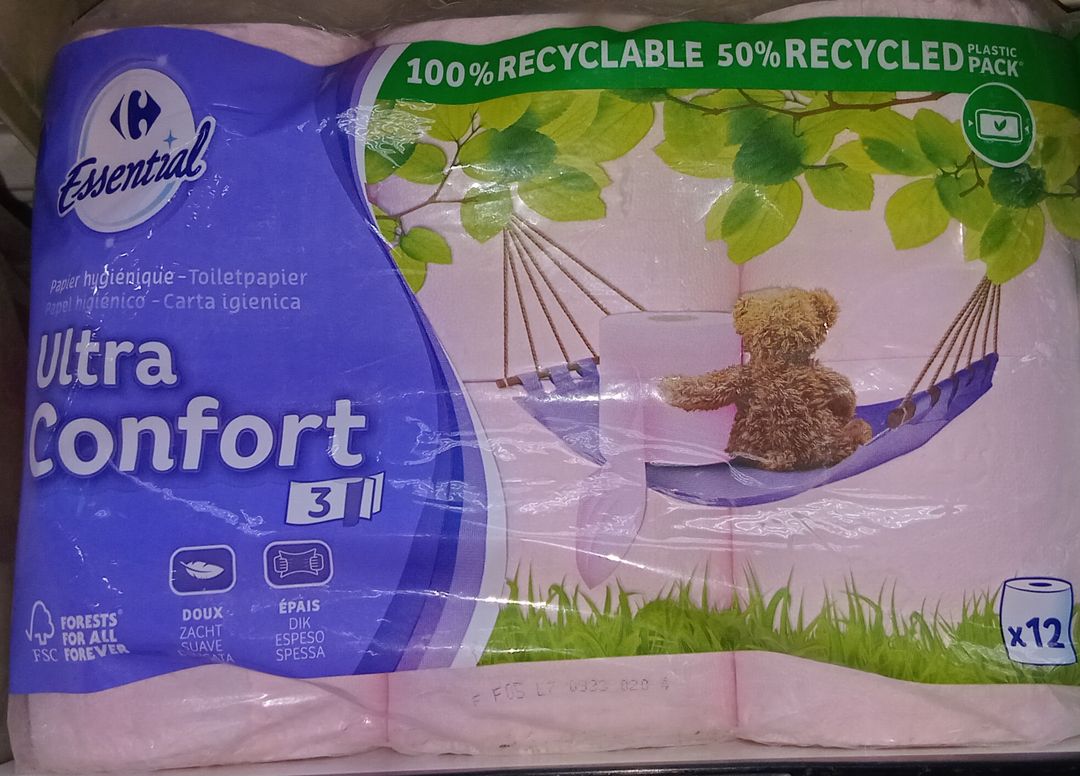 100% RECYCLABLE 50% RECYCLED PLASTIC PACK*
Essential
Papier hygiénique – Toiletpapier
Papel higiénico – Carta igienica
Ultra
Confort
3
DOUX
ZACHT
SUAVE
ÉPAIS
DIK
ESPESO
SPESSA
FORESTS®
FOR ALL
FOREVER
FSC
x12